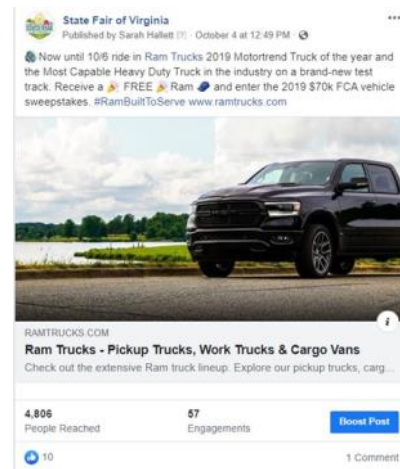 State Fair of Virginia
Published by Sarah Hallett [?] · October 4 at 12:49 PM ·
Now until 10/6 ride in Ram Trucks 2019 Motortrend Truck of the year and
the Most Capable Heavy Duty Truck in the industry on a brand-new test
track. Receive a 🎉 FREE 🎉 Ram 🧢 and enter the 2019 $70k FCA vehicle
sweepstakes. #RamBuiltToServe www.ramtrucks.com
RAMTRUCKS.COM
Ram Trucks - Pickup Trucks, Work Trucks & Cargo Vans
Check out the extensive Ram truck lineup. Explore our pickup trucks, carg...
4,806
People Reached
57
Engagements
Boost Post
10
1 Comment